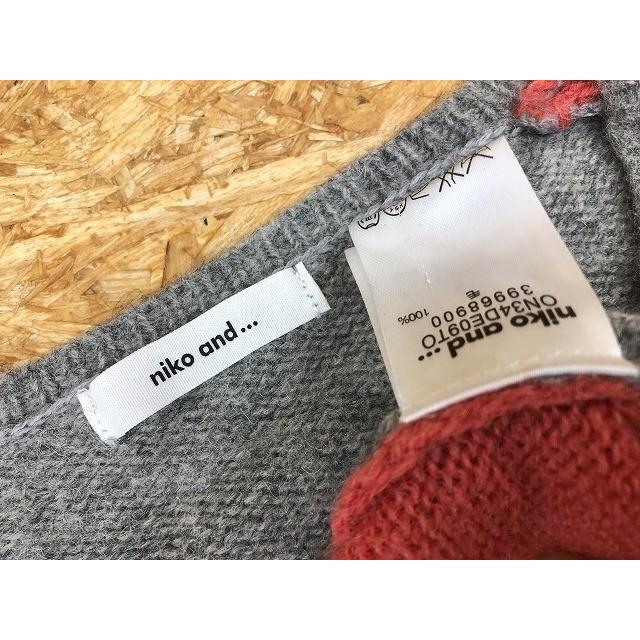 niko and...
niko and...
ON34DE09TO
39968900
毛 100%